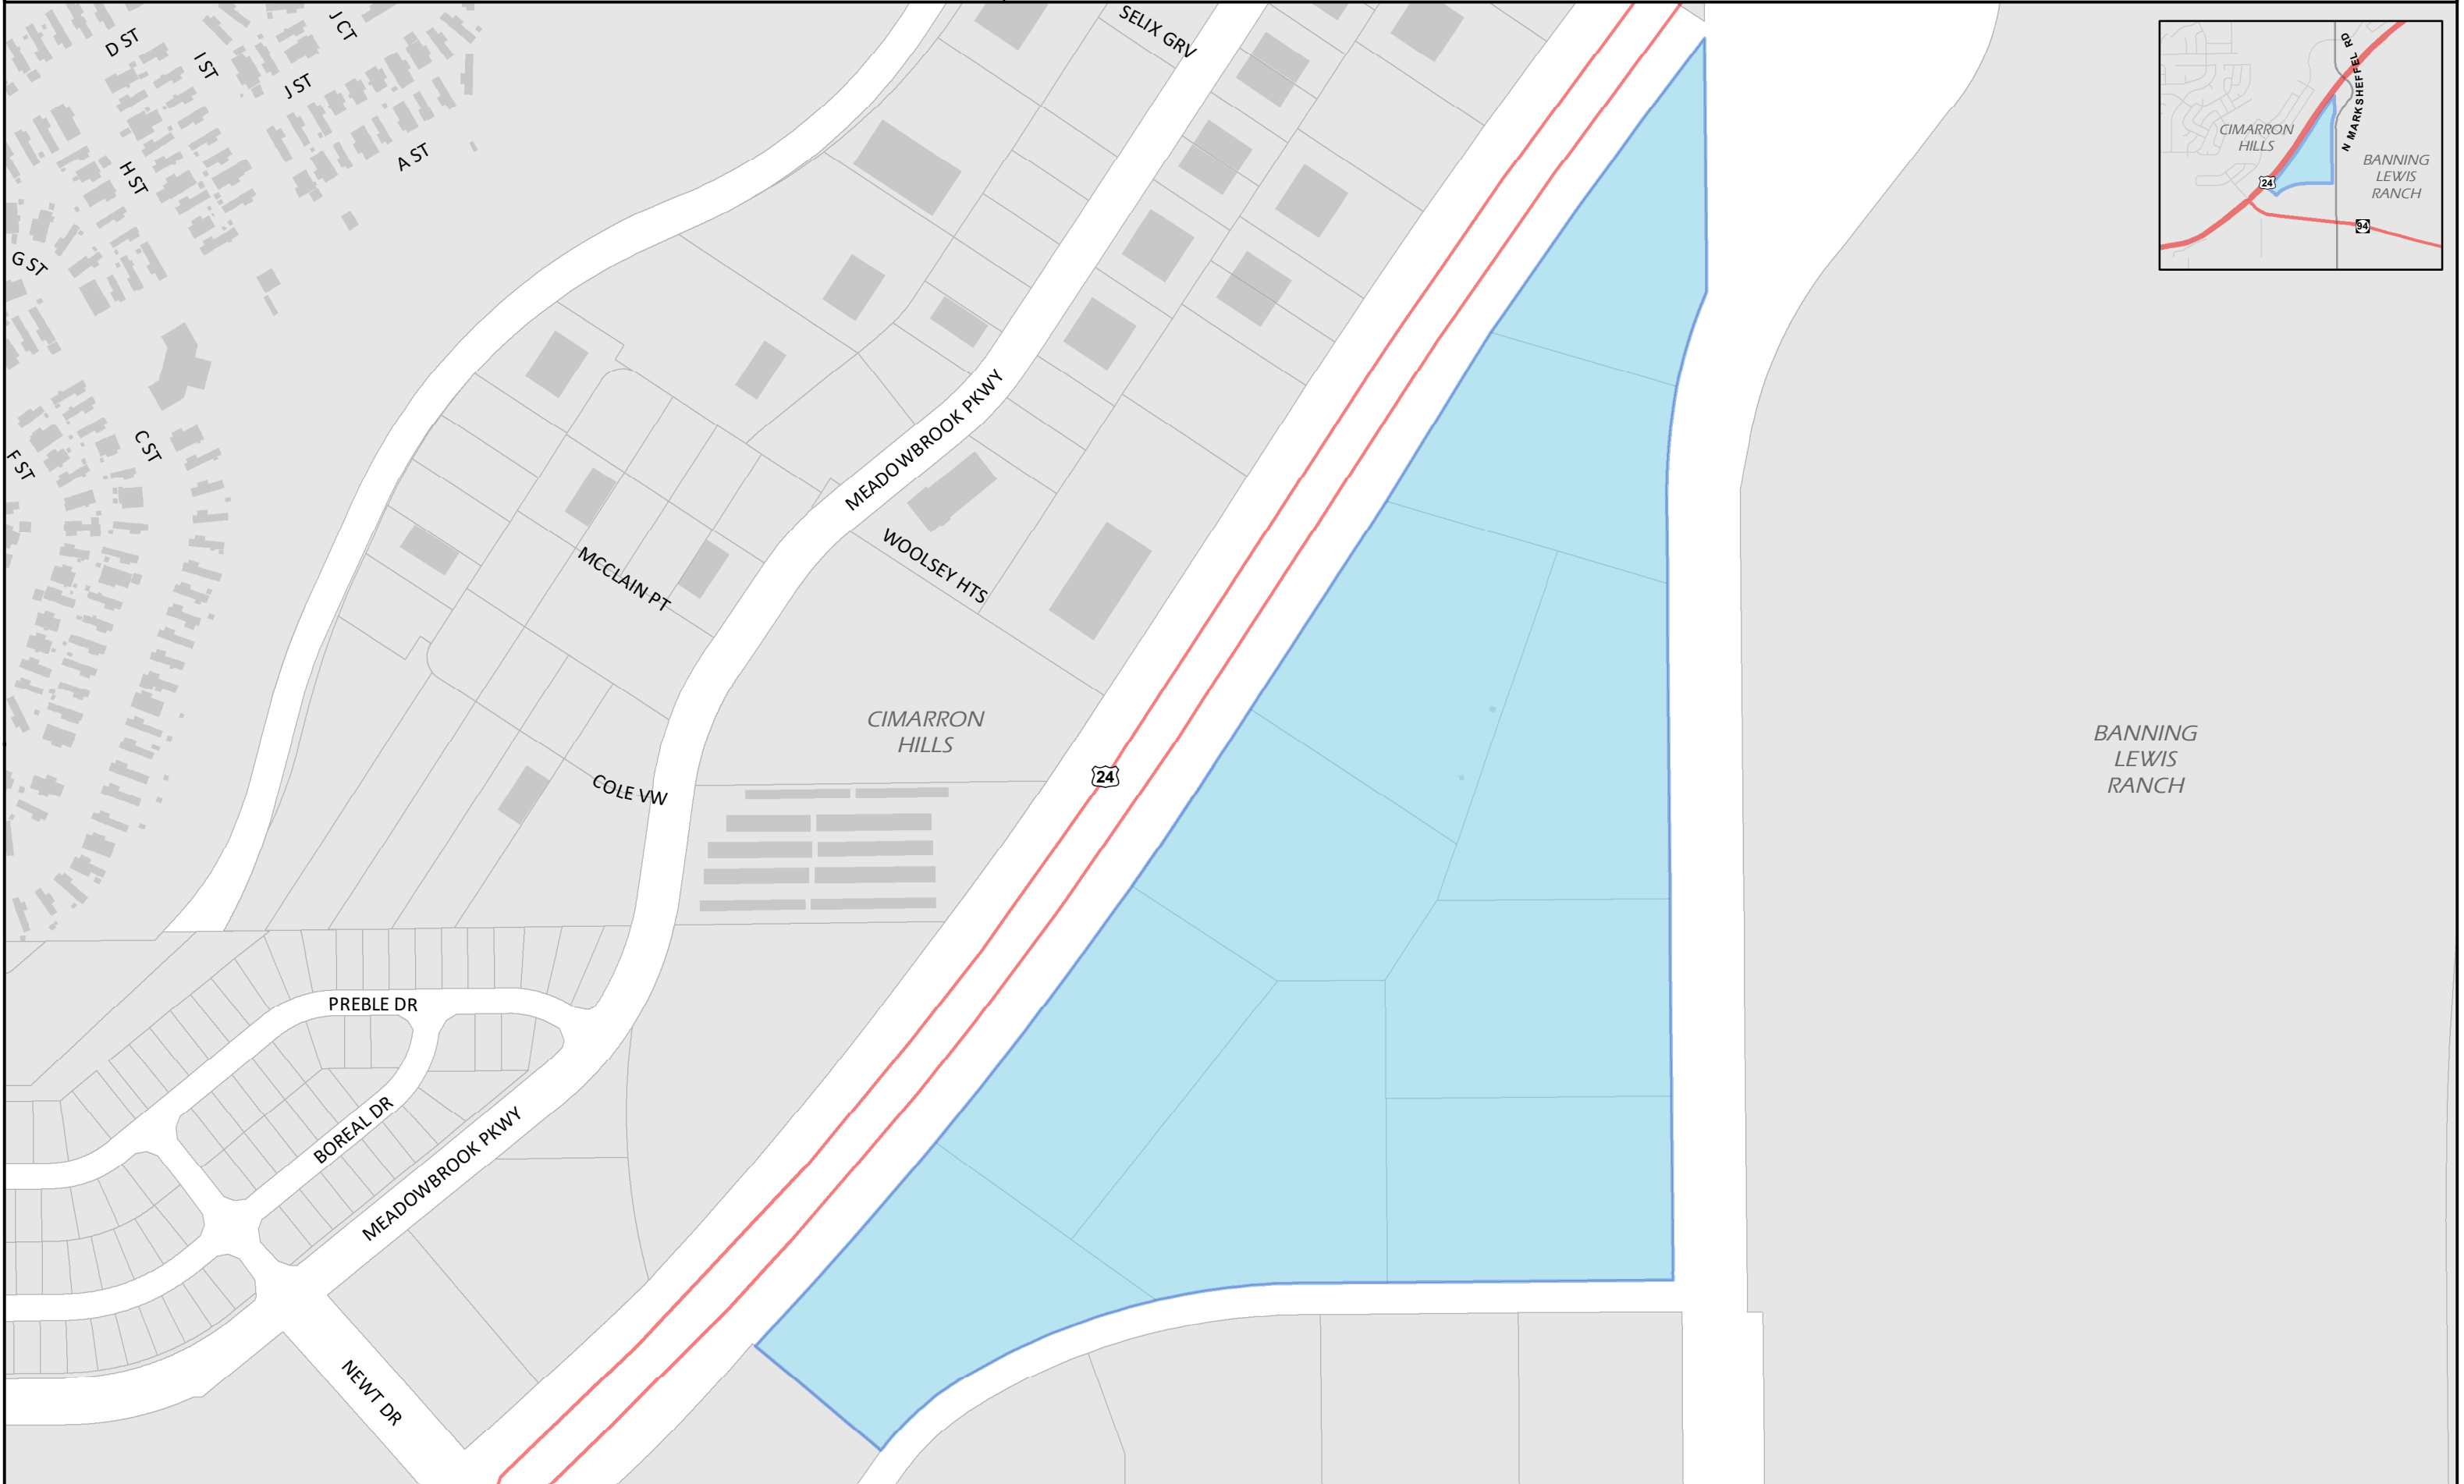 D ST
I ST
J CT
J ST
A ST
H ST
G ST
C ST
F ST
SELIX GRV
MEADOWBROOK PKWY
WOOLSEY HTS
MCCLAIN PT
COLE VW
CIMARRON
HILLS
24
BANNING
LEWIS
RANCH
PREBLE DR
BOREAL DR
MEADOWBROOK PKWY
NEWT DR
N MARKSHEFFEL RD
CIMARRON
HILLS
BANNING
LEWIS
RANCH
24
94